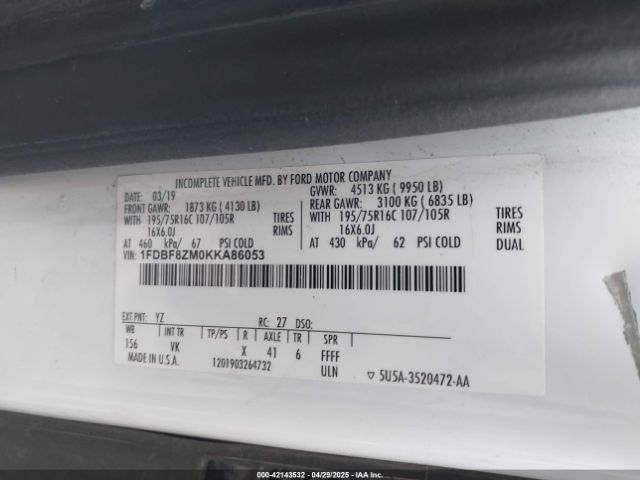 INCOMPLETE VEHICLE MFD. BY FORD MOTOR COMPANY
DATE: 03/19 GVWR: 4513 KG ( 9950 LB)
FRONT GAWR: 1873 KG ( 4130 LB) REAR GAWR: 3100 KG ( 6835 LB)
WITH 195/75R16C 107/105R TIRES WITH 195/75R16C 107/105R TIRES
16X6.0J RIMS 16X6.0J RIMS
AT 460 kPa/ 67 PSI COLD AT 430 kPa/ 62 PSI COLD DUAL
VIN: 1FDBF8ZM0KKA86053
EXT PNT: YZ RC: 27 DSO:
WB INT TR TP/PS R AXLE TR SPR
156 VK X 41 6 FFFF
MADE IN U.S.A. 1201903264732 ULN ▽ 5U5A-3520472-AA
000-42143532 | 04/29/2025 - IAAI, Inc.